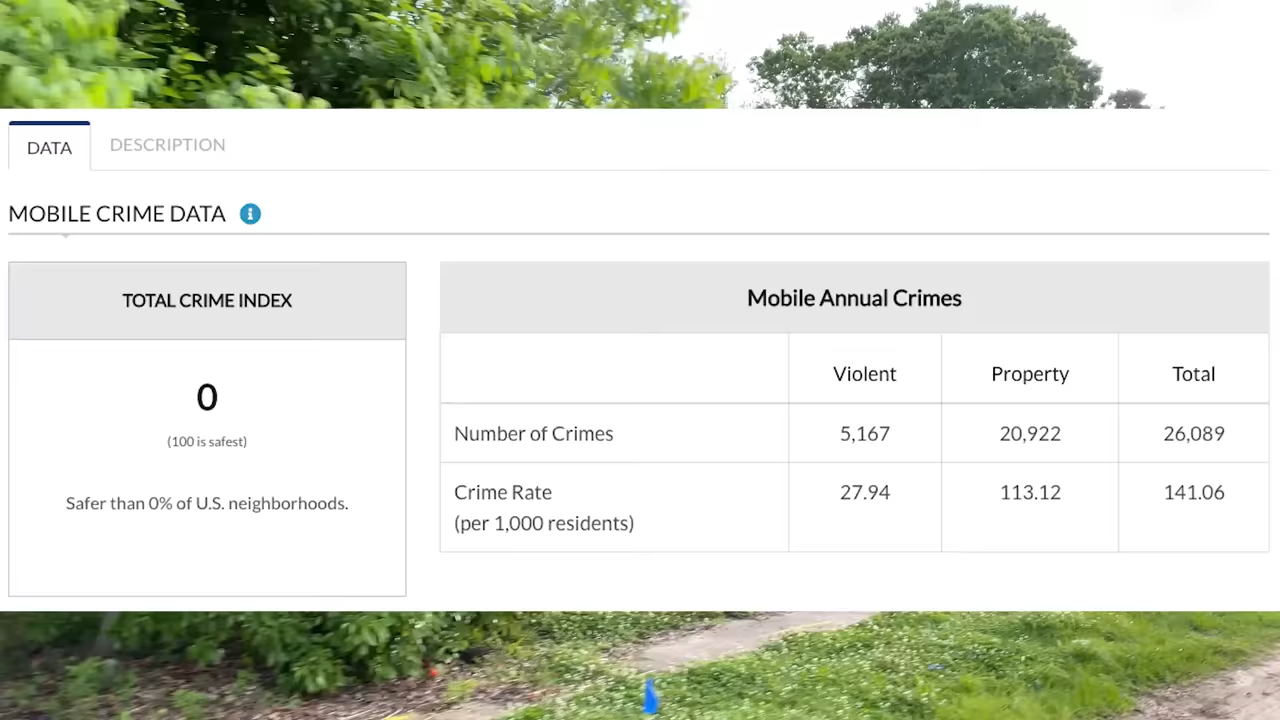 DATA
DESCRIPTION
MOBILE CRIME DATA
TOTAL CRIME INDEX
0
(100 is safest)
Safer than 0% of U.S. neighborhoods.
Mobile Annual Crimes
Violent Property Total
Number of Crimes 5,167 20,922 26,089
Crime Rate
(per 1,000 residents) 27.94 113.12 141.06